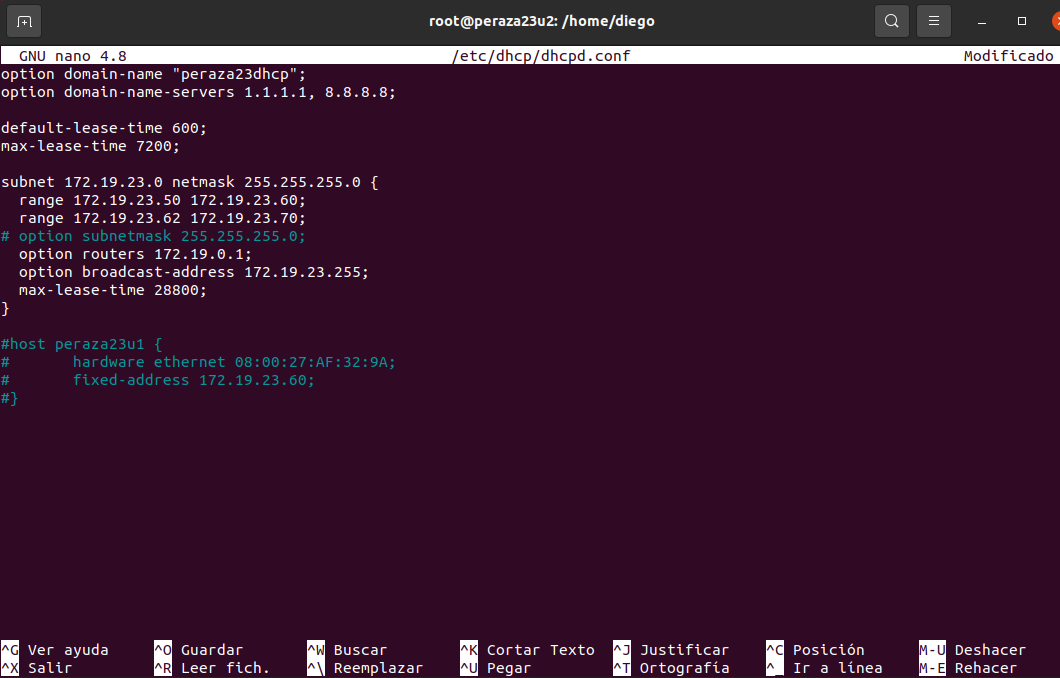 root@peraza23u2: /home/diego
GNU nano 4.8 /etc/dhcp/dhcpd.conf Modificado
option domain-name "peraza23dhcp";
option domain-name-servers 1.1.1.1, 8.8.8.8;
default-lease-time 600;
max-lease-time 7200;
subnet 172.19.23.0 netmask 255.255.255.0 {
range 172.19.23.50 172.19.23.60;
range 172.19.23.62 172.19.23.70;
# option subnetmask 255.255.255.0;
option routers 172.19.0.1;
option broadcast-address 172.19.23.255;
max-lease-time 28800;
}
#host peraza23u1 {
# hardware ethernet 08:00:27:AF:32:9A;
# fixed-address 172.19.23.60;
#}
^G Ver ayuda ^O Guardar ^W Buscar ^K Cortar Texto ^J Justificar ^C Posición M-U Deshacer
^X Salir ^R Leer fich. ^\ Reemplazar ^U Pegar ^T Ortografía ^_ Ir a línea M-E Rehacer